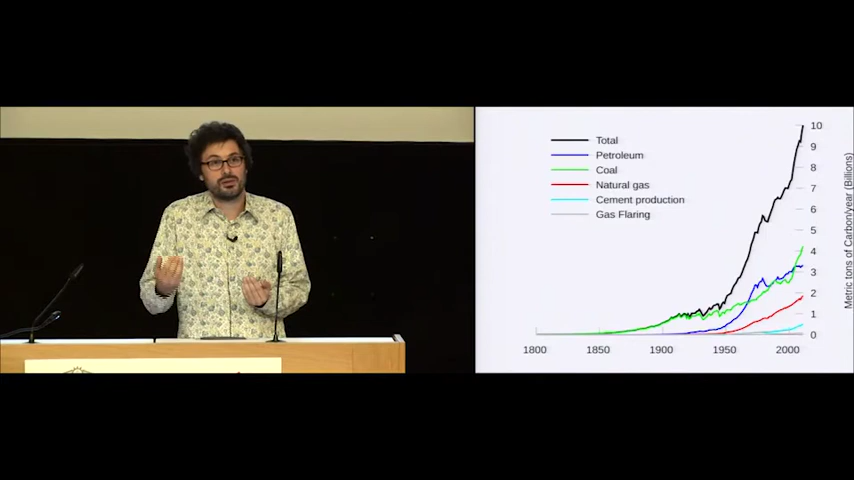 Total
Petroleum
Coal
Natural gas
Cement production
Gas Flaring
10
9
8
7
6
5
4
3
2
1
0
Metric tons of Carbon/year (Billions)
1800 1850 1900 1950 2000